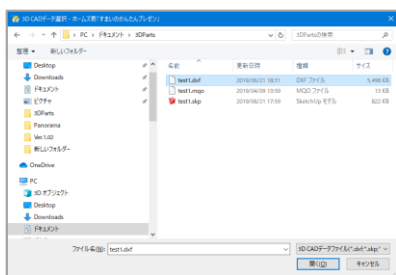 3D CADデータ選択 - ホームズ君「すまいのかんたんプレゼン」
PC > ドキュメント > 3DParts
3DPartsの検索
整理 新しいフォルダー
名前 更新日時 種類 サイズ
Desktop
Downloads
ドキュメント
ピクチャ
3DParts
Panorama
Ver.1.02
新しいフォルダー
OneDrive
PC
3D オブジェクト
Desktop
Downloads
ドキュメント
test1.dxf 2019/06/21 18:31 DXF ファイル 5,498 KB
test1.mqo 2019/04/09 13:59 MQO ファイル 13 KB
test1.skp 2019/06/21 17:59 SketchUp モデル 822 KB
ファイル名(N): test1.dxf
3D CADデータファイル(*.dxf;*.skp;*
開く(O) キャンセル